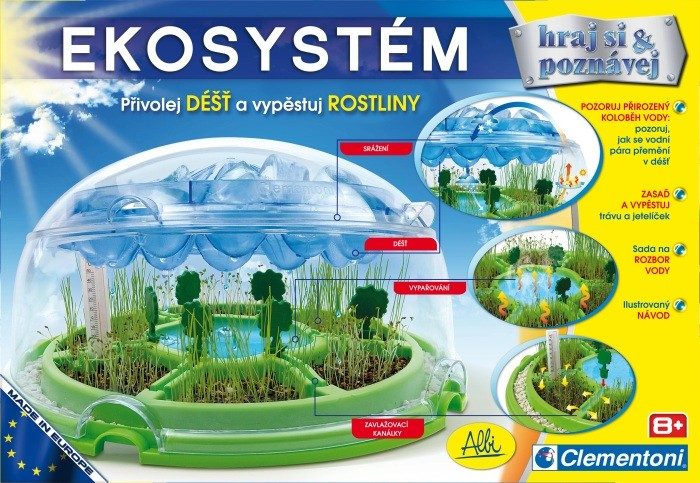 EKOSYSTÉM
hraj si &
poznávej
Přivolej DÉŠŤ a vypěstuj ROSTLINY
POZORUJ PŘIROZENÝ
KOLOBĚH VODY:
pozoruj,
jak se vodní
pára přemění
v déšť
SRÁŽENÍ
DÉŠŤ
VYPAŘOVÁNÍ
ZAVLAŽOVACÍ
KANÁLKY
ZASAĎ
A VYPĚSTUJ
trávu a jetelíček
Sada na
ROZBOR
VODY
Ilustrovaný
NÁVOD
MADE IN EUROPE
Albi
8+
Clementoni